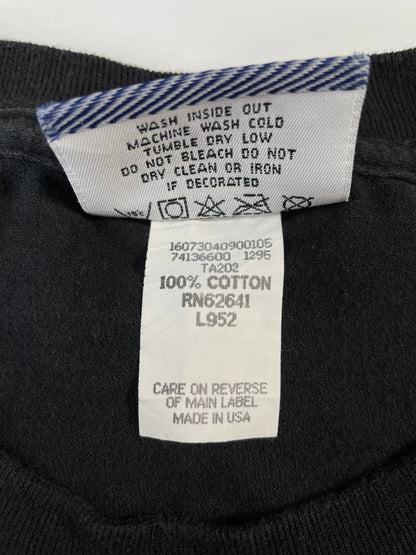 WASH INSIDE OUT
MACHINE WASH COLD
TUMBLE DRY LOW
DO NOT BLEACH DO NOT
DRY CLEAN OR IRON
IF DECORATED
16073040900106
74136600 1295
TA202
100% COTTON
RN62641
L952
CARE ON REVERSE
OF MAIN LABEL
MADE IN USA